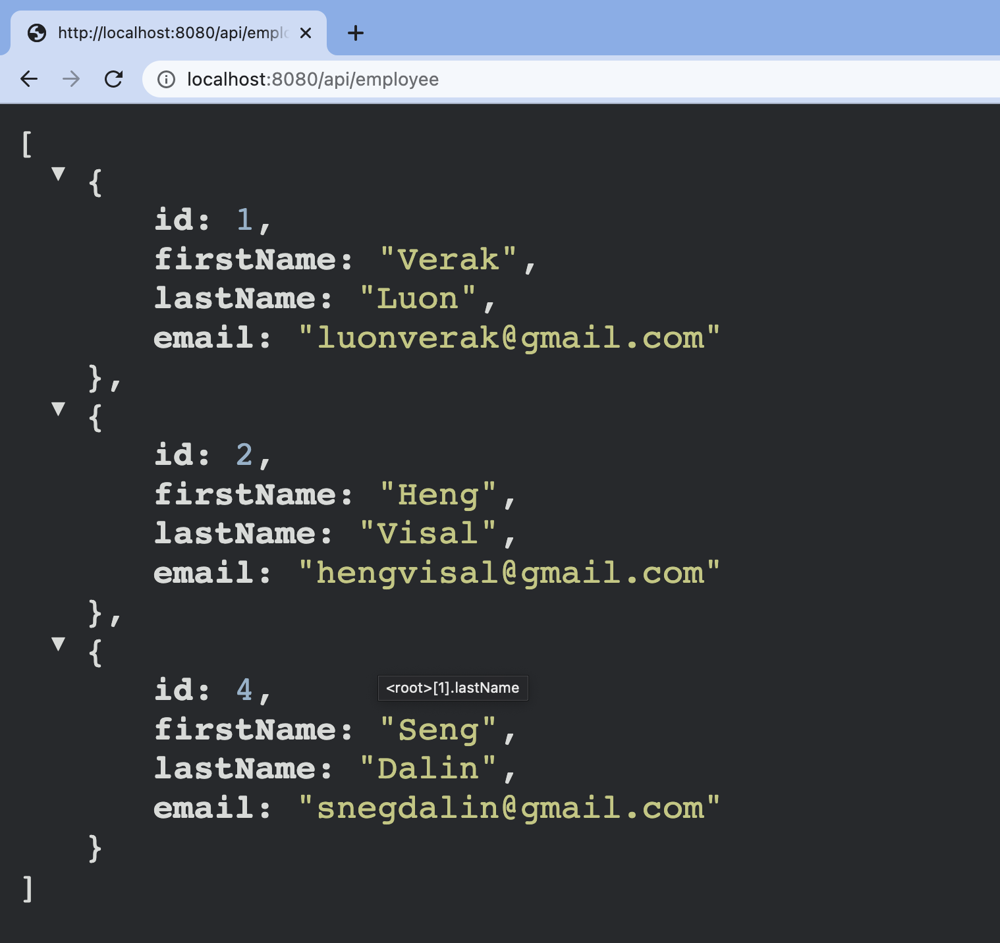 http://localhost:8080/api/emplo
localhost:8080/api/employee
[
{
id: 1,
firstName: "Verak",
lastName: "Luon",
email: "luonverak@gmail.com"
},
{
id: 2,
firstName: "Heng",
lastName: "Visal",
email: "hengvisal@gmail.com"
},
{
id: 4,
<root>[1].lastName
firstName: "Seng",
lastName: "Dalin",
email: "snegdalin@gmail.com"
}
]